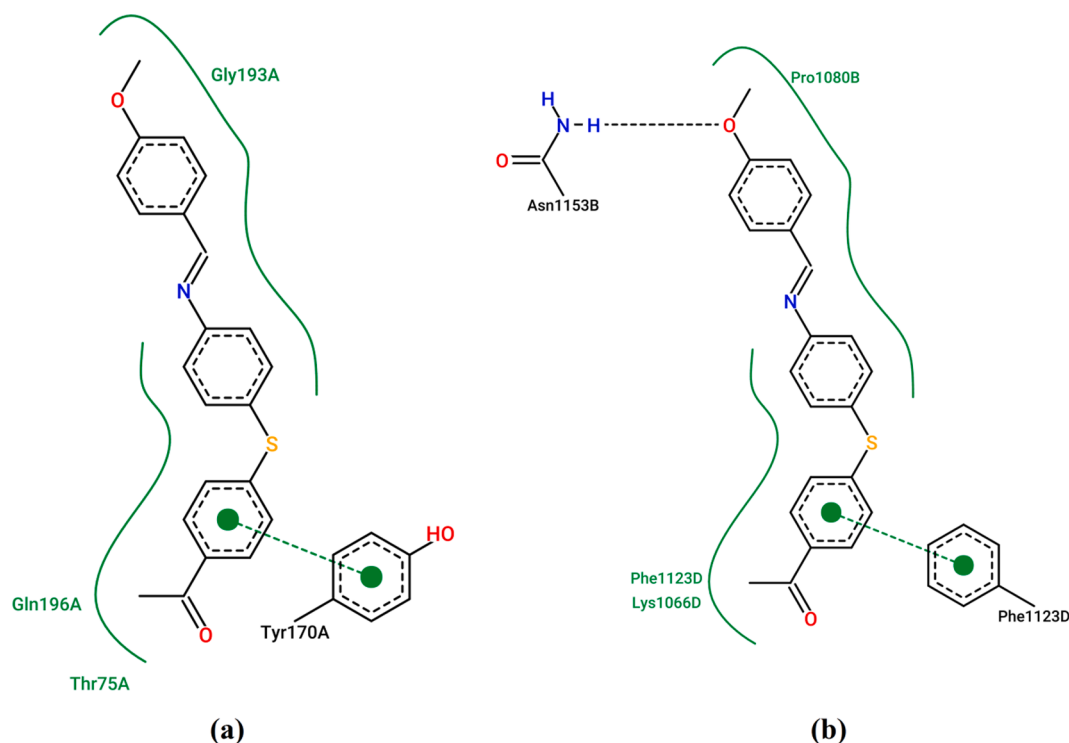 Gly193A
O
N
S
HO
Gln196A
O
Tyr170A
Thr75A
(a)
Pro1080B
H
N
H
O
O
Asn1153B
N
S
Phe1123D
Lys1066D
O
Phe1123D
(b)